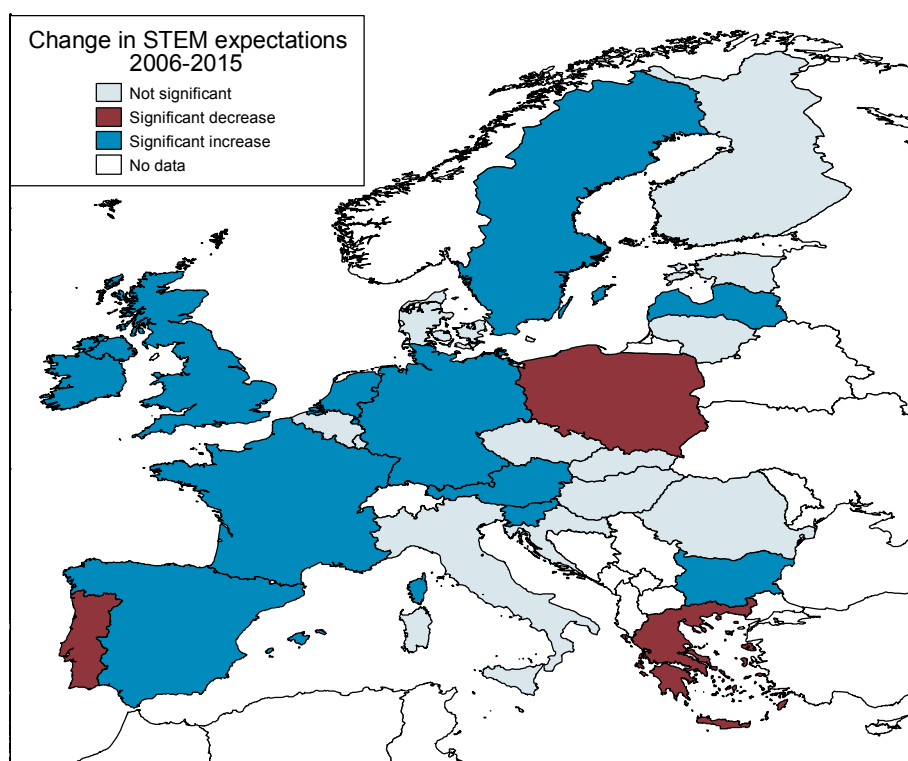 Change in STEM expectations
2006-2015
Not significant
Significant decrease
Significant increase
No data